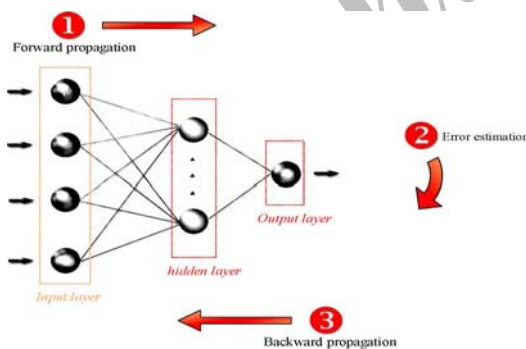 1
Forward propagation
2 Error estimation
Output layer
hidden layer
Input layer
3
Backward propagation